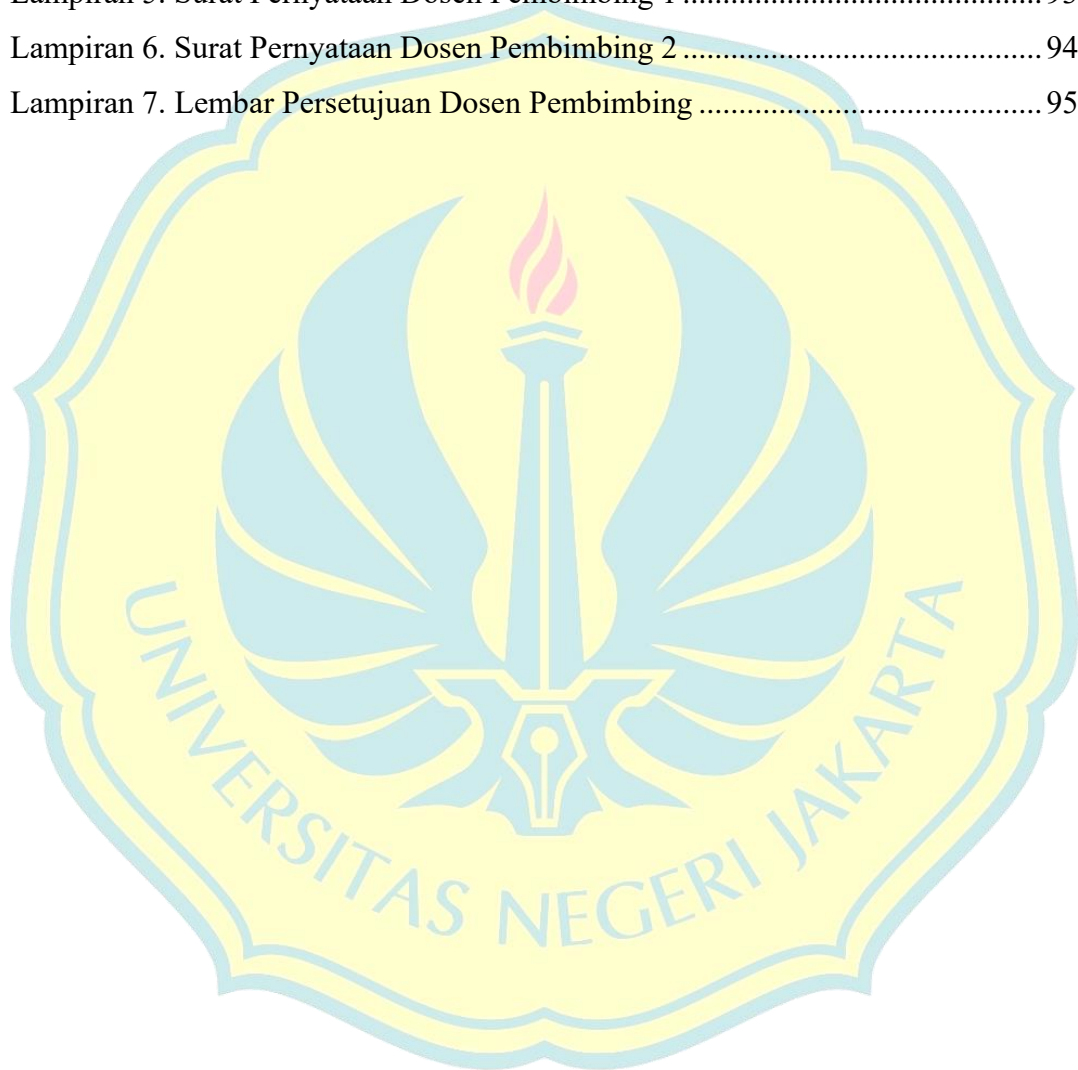 Lampiran 5. Surat Pernyataan Dosen Pembimbing 1 .......................................... 93
Lampiran 6. Surat Pernyataan Dosen Pembimbing 2 .......................................... 94
Lampiran 7. Lembar Persetujuan Dosen Pembimbing ........................................ 95
UNIVERSITAS NEGERI JAKARTA